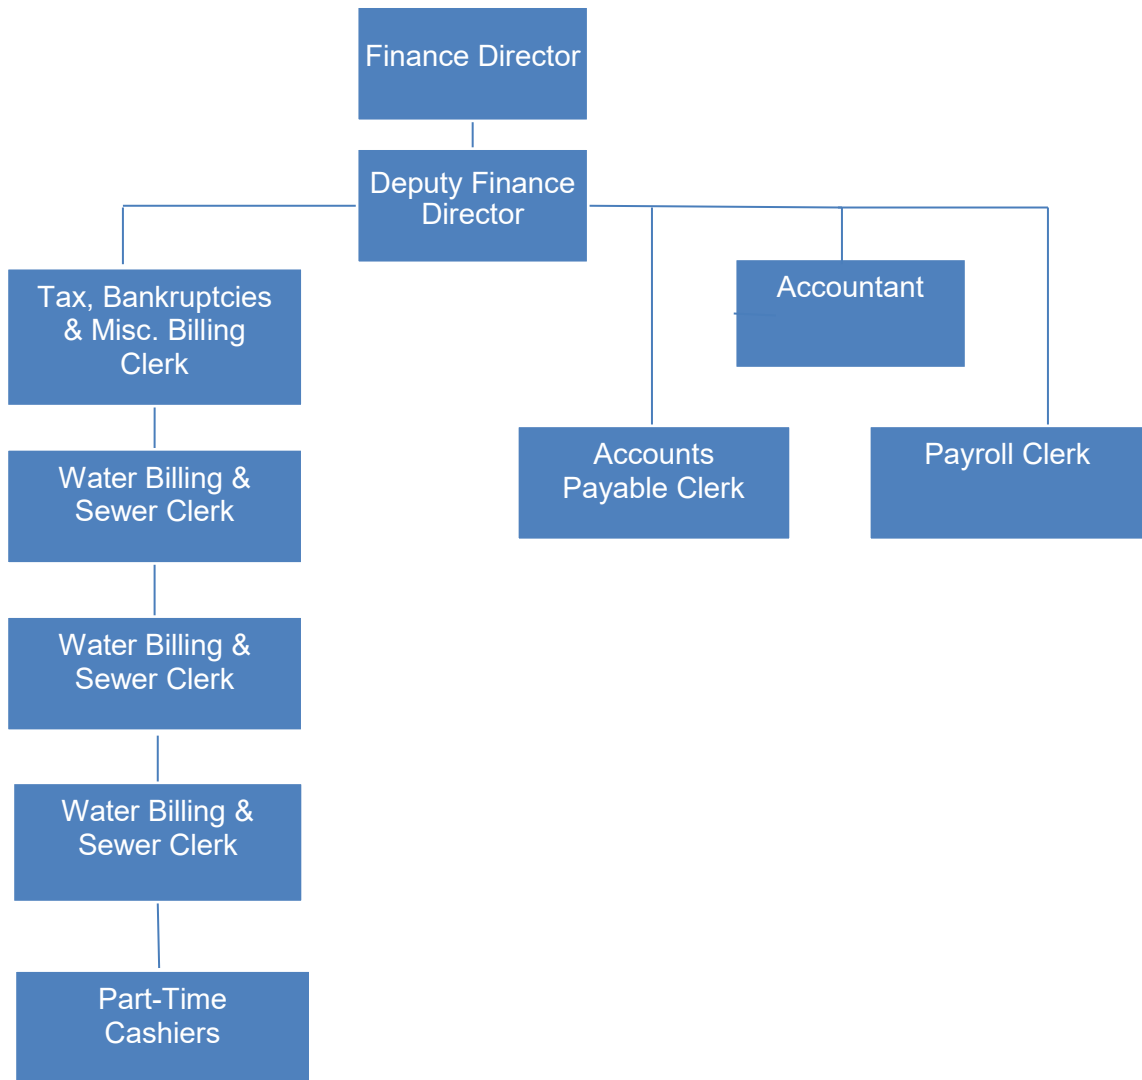 Finance Director
Deputy Finance
Director
Tax, Bankruptcies
& Misc. Billing
Clerk
Accountant
Water Billing &
Sewer Clerk
Accounts
Payable Clerk
Payroll Clerk
Water Billing &
Sewer Clerk
Water Billing &
Sewer Clerk
Part-Time
Cashiers